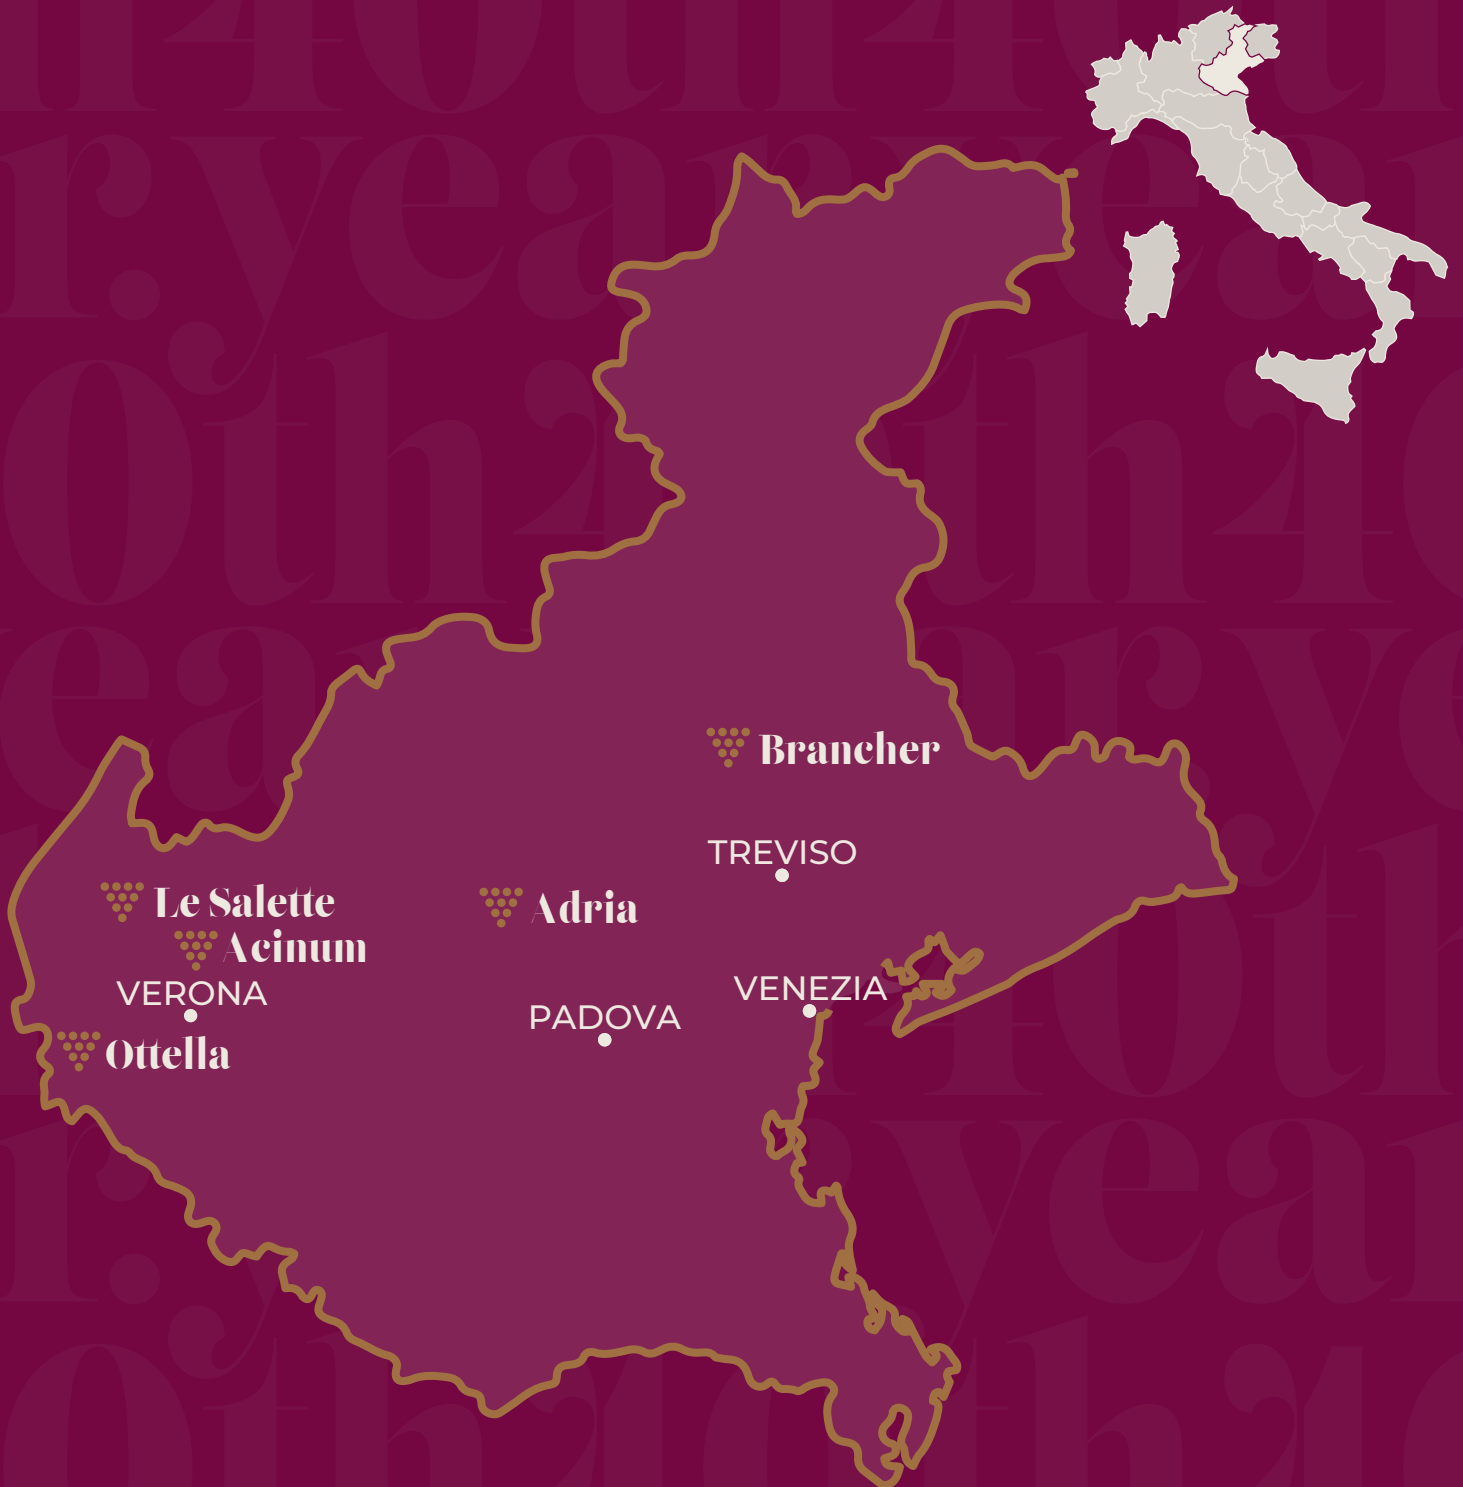 Brancher
TREVISO
Le Salette
Adria
Acinum
VERONA
VENEZIA
PADOVA
Ottella